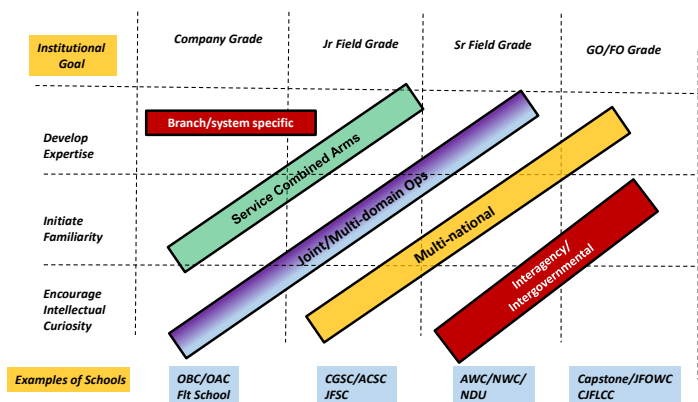 Institutional
Goal
Company Grade
Jr Field Grade
Sr Field Grade
GO/FO Grade
Develop
Expertise
Branch/system specific
Service Combined Arms
Joint/Multi-domain Ops
Initiate
Familiarity
Multi-national
Interagency/
Intergovernmental
Encourage
Intellectual
Curiosity
Examples of Schools
OBC/OAC
Flt School
CGSC/ACSC
JFSC
AWC/NWC/
NDU
Capstone/JFOWC
CJFLCC